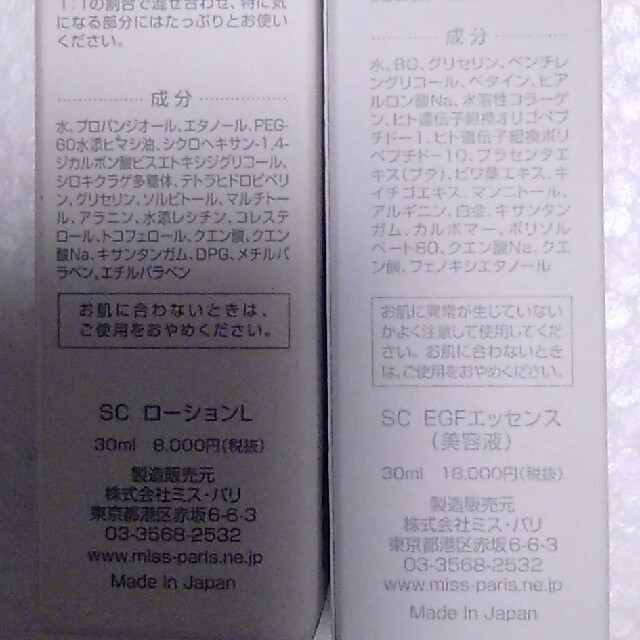 1:1の割合で混ぜ合わせ、特に気
になる部分にはたっぷりとお使い
ください。
成分
水、プロパンジオール、エタノール、PEG-
60水添ヒマシ油、シクロヘキサン-1,4-
ジカルボン酸ビスエトキシジグリコール、
シロキクラゲ多糖体、テトラヒドロピペリ
ン、グリセリン、ソルビトール、マルチトー
ル、アラニン、水添レシチン、コレステ
ロール、トコフェロール、クエン酸、クエン
酸Na、キサンタンガム、DPG、メチルパ
ラベン、エチルパラベン
お肌に合わないときは、
ご使用をおやめください。
SC ローションL
30ml 8,000円(税抜)
製造販売元
株式会社ミス・パリ
東京都港区赤坂6-6-3
03-3568-2532
www.miss-paris.ne.jp
Made in Japan
成分
水、BG、グリセリン、ペンチレ
ングリコール、ベタイン、ヒア
ルロン酸Na、水溶性コラーゲ
ン、ヒト遺伝子組換オリゴペプ
チドー1、ヒト遺伝子組換ポリ
ペプチドー10、プラセンタエ
キス(ブタ)、ビワ葉エキス、キ
イチゴエキス、マンニトール、
アルギニン、白金、キサンタン
ガム、カルボマー、ポリソル
ベート80、クエン酸Na、クエ
ン酸、フェノキシエタノール
お肌に異常が生じていない
かよく注意して使用してくだ
さい。お肌に合わないとき
は、ご使用をおやめください。
SC EGFエッセンス
(美容液)
30ml 18,000円(税抜)
製造販売元
株式会社ミス・パリ
東京都港区赤坂6-6-3
03-3568-2532
www.miss-paris.ne.jp
Made in Japan